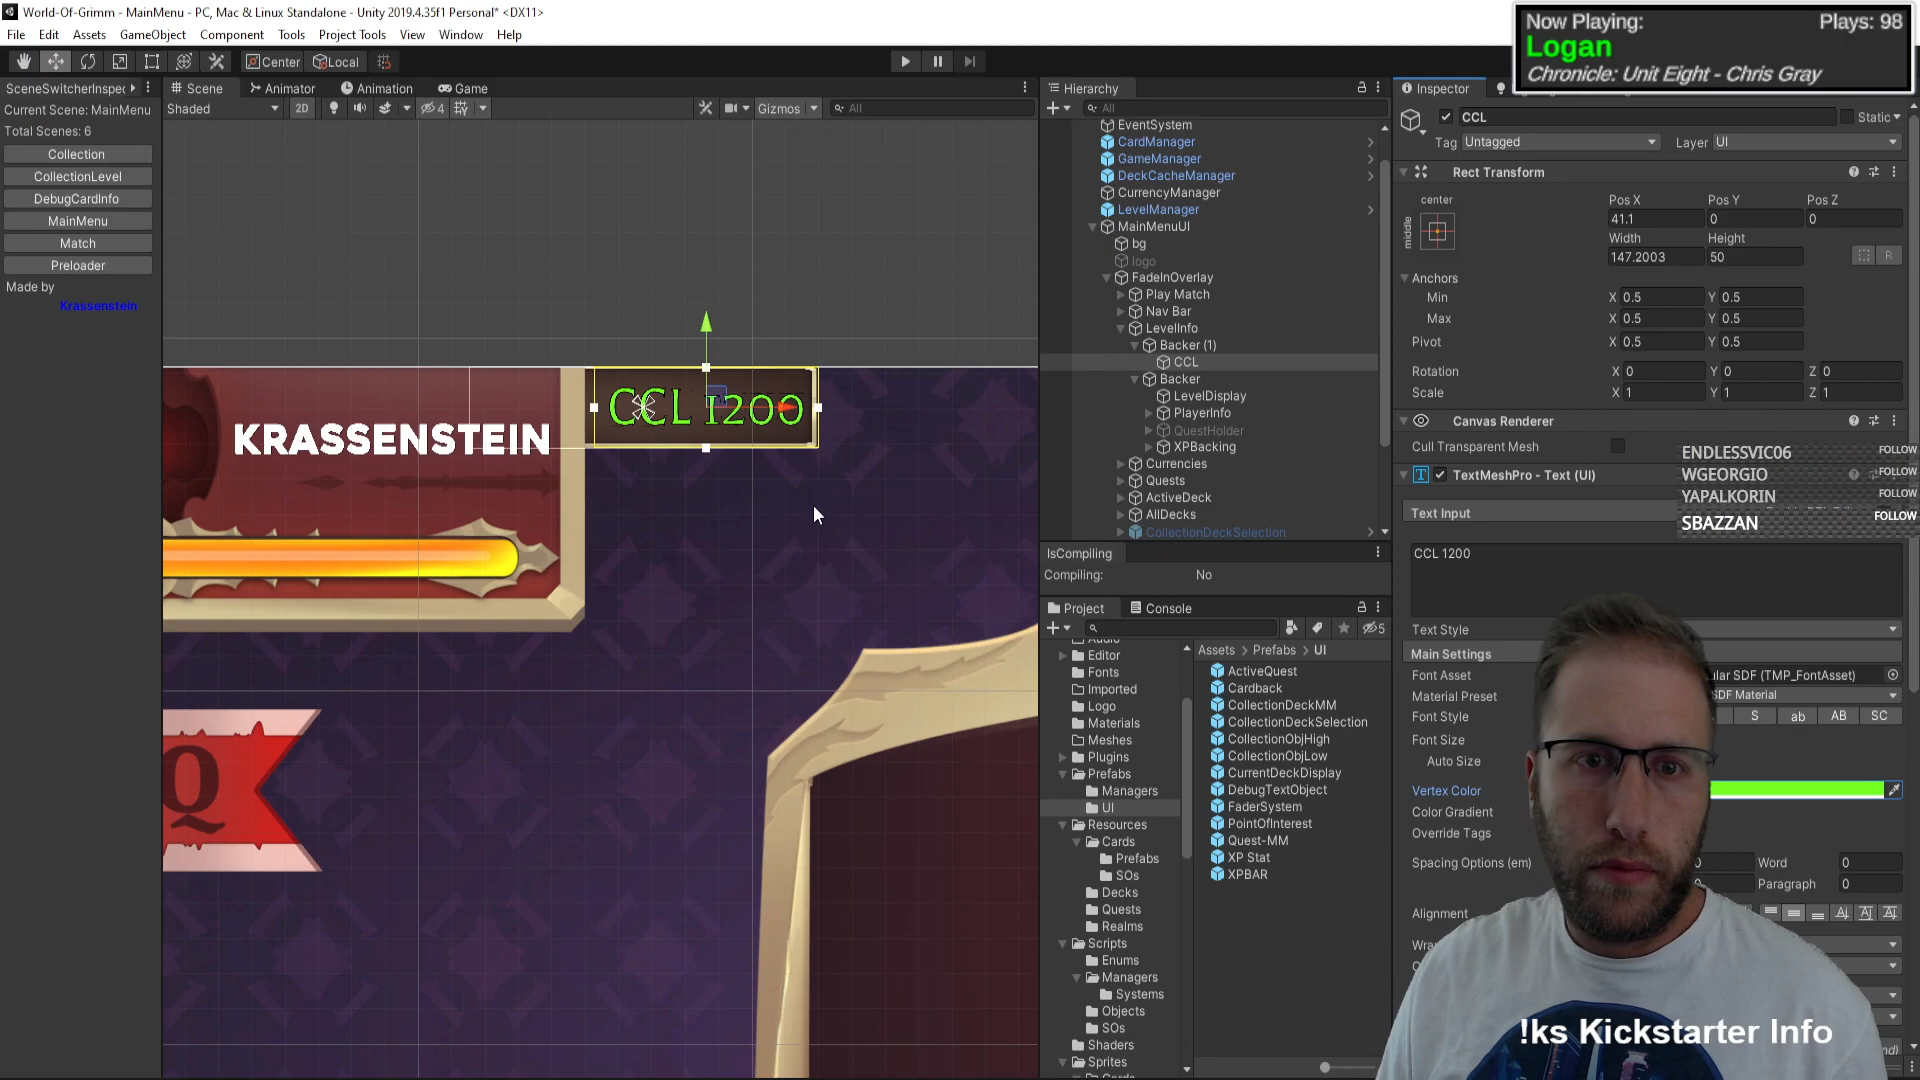 World-Of-Grimm - MainMenu - PC, Mac & Linux Standalone - Unity 2019.4.35f1 Personal* <DX11>
File Edit Assets GameObject Component Tools Project Tools View Window Help
Now Playing: Plays: 98
Logan
Chronicle: Unit Eight - Chris Gray
Center Local
SceneSwitcherInspec
Scene Animator Animation Game
Hierarchy
Inspector
Current Scene: MainMenu
Total Scenes: 6
Collection
CollectionLevel
DebugCardInfo
MainMenu
Match
Preloader
Made by
Krassenstein
Shaded 2D 4 Gizmos All
KRASSENSTEIN
CCL 1200
Q
All
EventSystem
CardManager
GameManager
DeckCacheManager
CurrencyManager
LevelManager
MainMenuUI
bg
logo
FadeInOverlay
Play Match
Nav Bar
LevelInfo
Backer (1)
CCL
Backer
LevelDisplay
PlayerInfo
QuestHolder
XPBacking
Currencies
Quests
ActiveDeck
AllDecks
CollectionDeckSelection
IsCompiling
Compiling: No
Project Console
5
Editor
Fonts
Imported
Logo
Materials
Meshes
Plugins
Prefabs
Managers
UI
Resources
Cards
Prefabs
SOs
Decks
Quests
Realms
Scripts
Enums
Managers
Systems
Objects
SOs
Shaders
Sprites
Assets > Prefabs > UI
ActiveQuest
Cardback
CollectionDeckMM
CollectionDeckSelection
CollectionObjHigh
CollectionObjLow
CurrentDeckDisplay
DebugTextObject
FaderSystem
PointOfInterest
Quest-MM
XP Stat
XPBAR
CCL Static
Tag Untagged Layer UI
Rect Transform
center
middle
Pos X Pos Y Pos Z
41.1 0 0
Width Height
147.2003 50
R
Anchors
Min X 0.5 Y 0.5
Max X 0.5 Y 0.5
Pivot X 0.5 Y 0.5
Rotation X 0 Y 0 Z 0
Scale X 1 Y 1 Z 1
Canvas Renderer
Cull Transparent Mesh
ENDLESSVIC06 FOLLOW
WGEORGIO FOLLOW
YAPALKORIN FOLLOW
SBAZZAN FOLLOW
TextMeshPro - Text (UI)
Text Input
CCL 1200
Text Style
Main Settings
Font Asset ular SDF (TMP_FontAsset)
Material Preset SDF Material
Font Style S ab AB SC
Font Size
Auto Size
Vertex Color
Color Gradient
Override Tags
Spacing Options (em) 0 Word 0
0 Paragraph 0
Alignment
!ks Kickstarter Info